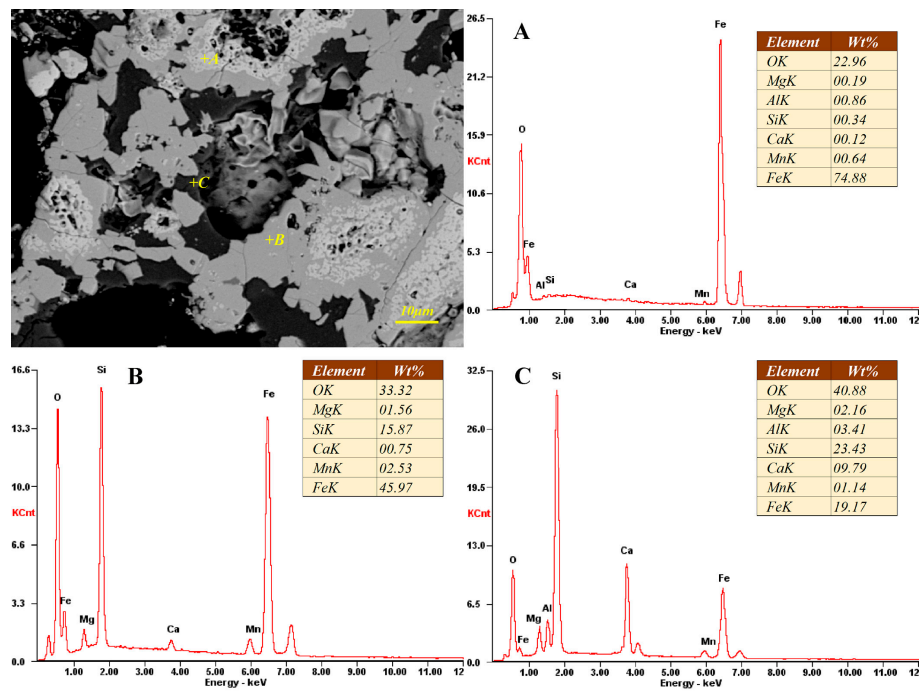 +A
+C
+B
10μm
A
Element Wt%
OK 22.96
MgK 00.19
AlK 00.86
SiK 00.34
CaK 00.12
MnK 00.64
FeK 74.88
26.5
21.2
15.9
KCnt
10.6
5.3
0.0
O
Fe
Al
Si
Ca
Mn
Fe
1.00 2.00 3.00 4.00 5.00 6.00 7.00 8.00 9.00 10.00 11.00 12
Energy - keV
B
Element Wt%
OK 33.32
MgK 01.56
SiK 15.87
CaK 00.75
MnK 02.53
FeK 45.97
16.6
13.3
10.0
KCnt
6.6
3.3
0.0
O
Fe
Mg
Si
Ca
Mn
Fe
1.00 2.00 3.00 4.00 5.00 6.00 7.00 8.00 9.00 10.00 11.00 12
Energy - keV
C
Element Wt%
OK 40.88
MgK 02.16
AlK 03.41
SiK 23.43
CaK 09.79
MnK 01.14
FeK 19.17
32.5
26.0
19.5
KCnt
13.0
6.5
0.0
O
Fe
Mg
Al
Si
Ca
Mn
Fe
1.00 2.00 3.00 4.00 5.00 6.00 7.00 8.00 9.00 10.00 11.00 12
Energy - keV